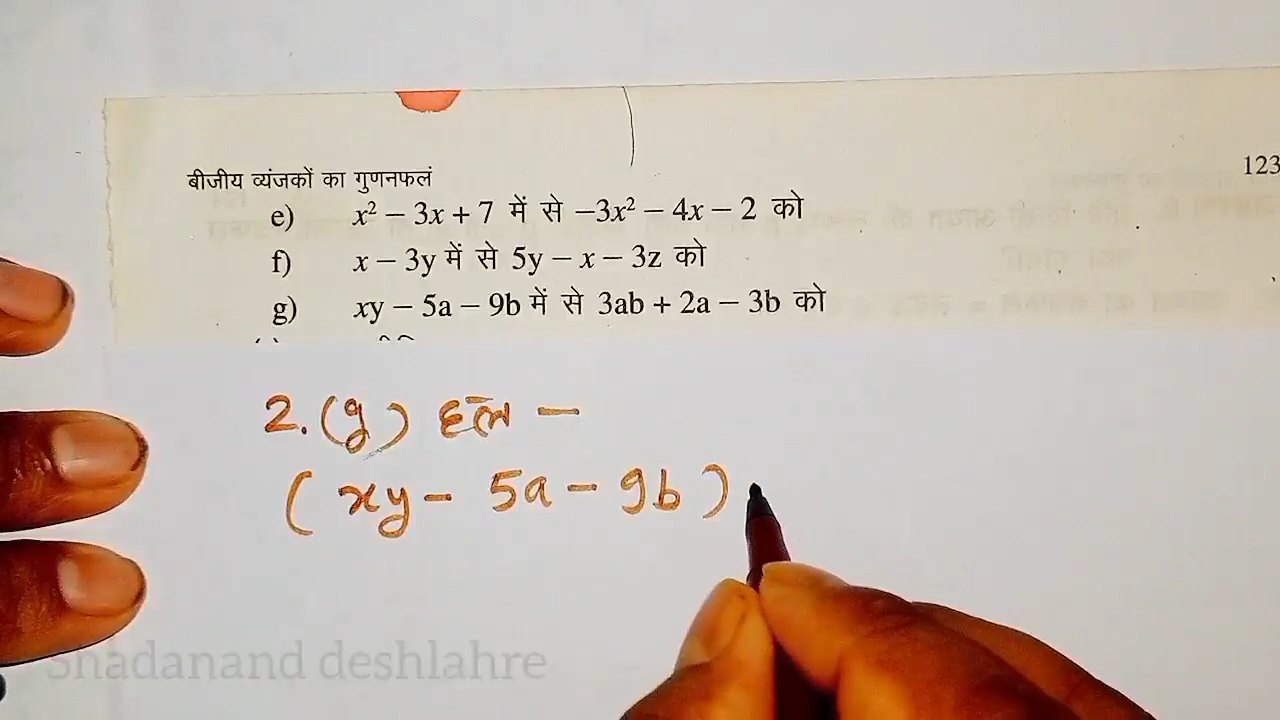 बीजीय व्यंजकों का गुणनफलं
123
e) x² – 3x + 7 में से –3x² – 4x – 2 को
f) x – 3y में से 5y – x – 3z को
g) xy – 5a – 9b में से 3ab + 2a – 3b को
2. (g) हल –
( xy – 5a – 9b )
Shadanand deshlahre